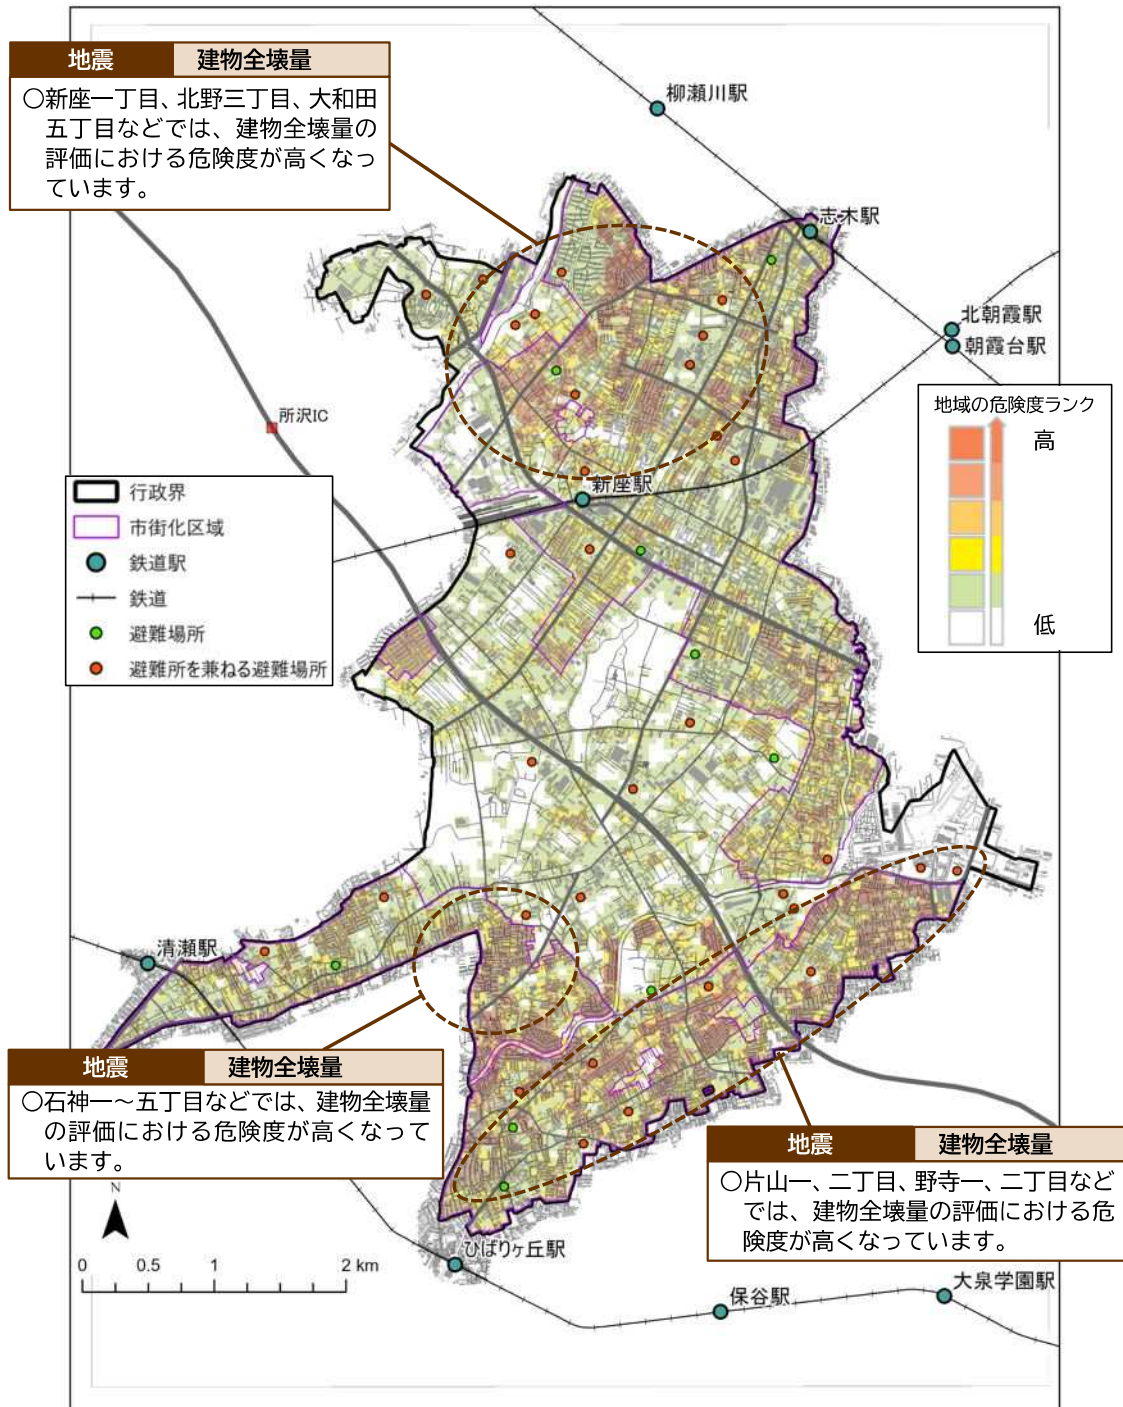 地震 建物全壊量
○新座一丁目、北野三丁目、大和田
五丁目などでは、建物全壊量の
評価における危険度が高くなっ
ています。
柳瀬川駅
志木駅
北朝霞駅
朝霞台駅
所沢IC
地域の危険度ランク
高
低
行政界
市街化区域
鉄道駅
鉄道
避難場所
避難所を兼ねる避難場所
新座駅
清瀬駅
地震 建物全壊量
○石神一~五丁目などでは、建物全壊量
の評価における危険度が高くなって
います。
地震 建物全壊量
○片山一、二丁目、野寺一、二丁目など
では、建物全壊量の評価における危
険度が高くなっています。
N
0 0.5 1 2 km
ひばりヶ丘駅
保谷駅
大泉学園駅